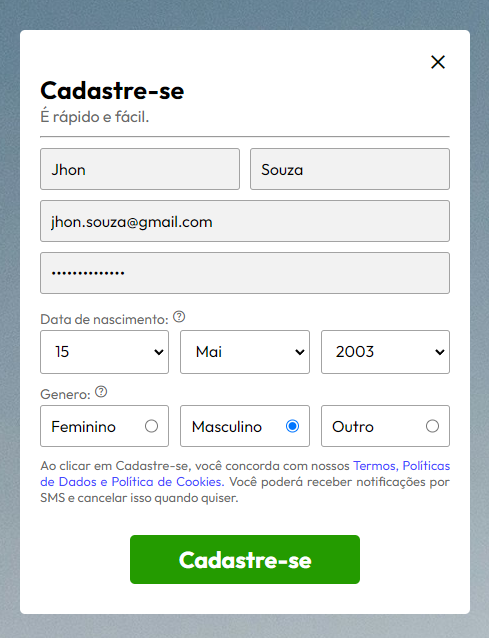 Cadastre-se
É rápido e fácil.
Jhon Souza
jhon.souza@gmail.com
••••••••••••••
Data de nascimento:
15 Mai 2003
Genero:
Feminino Masculino Outro
Ao clicar em Cadastre-se, você concorda com nossos Termos, Políticas
de Dados e Política de Cookies. Você poderá receber notificações por
SMS e cancelar isso quando quiser.
Cadastre-se